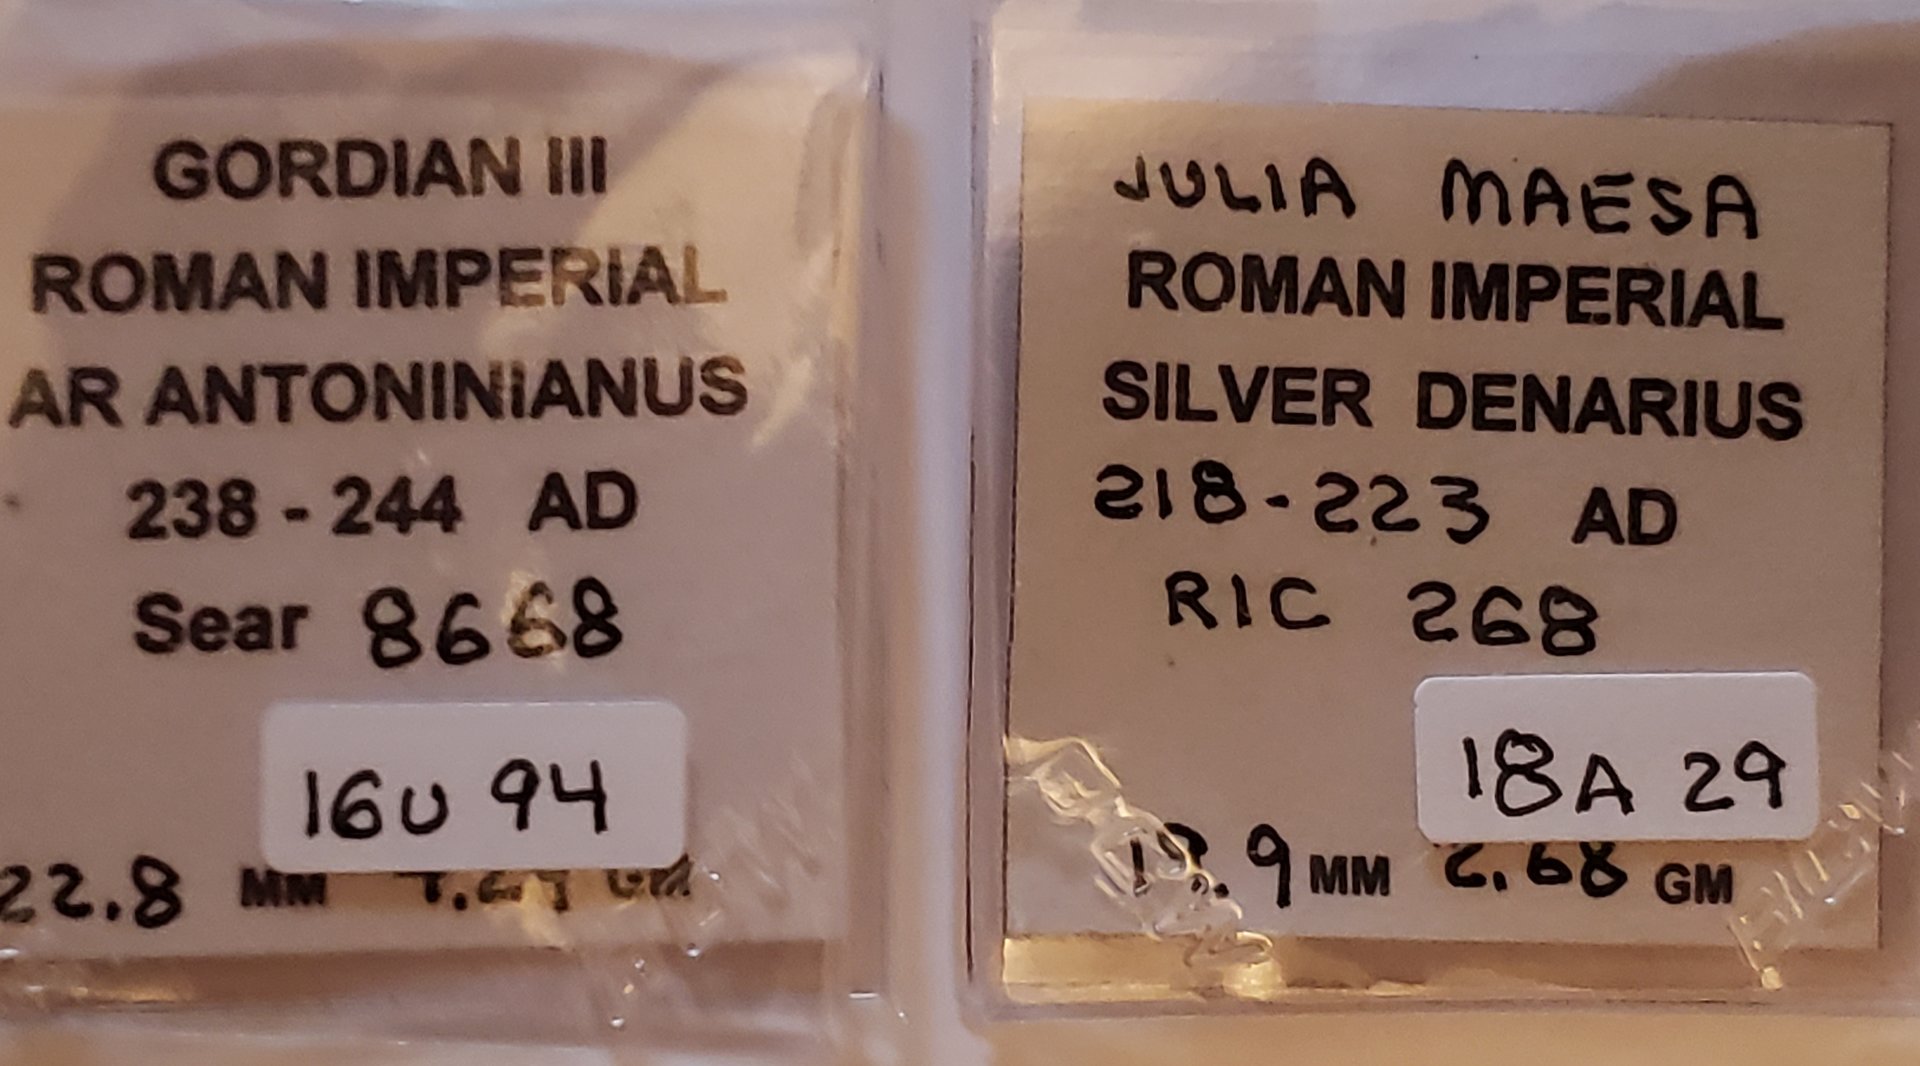 GORDIAN III
ROMAN IMPERIAL
AR ANTONINIANUS
238 - 244 AD
Sear 8668
16U 94
22.8 MM GM
JULIA MAESA
ROMAN IMPERIAL
SILVER DENARIUS
218-223 AD
RIC 268
18A 29
MM 2.68 GM